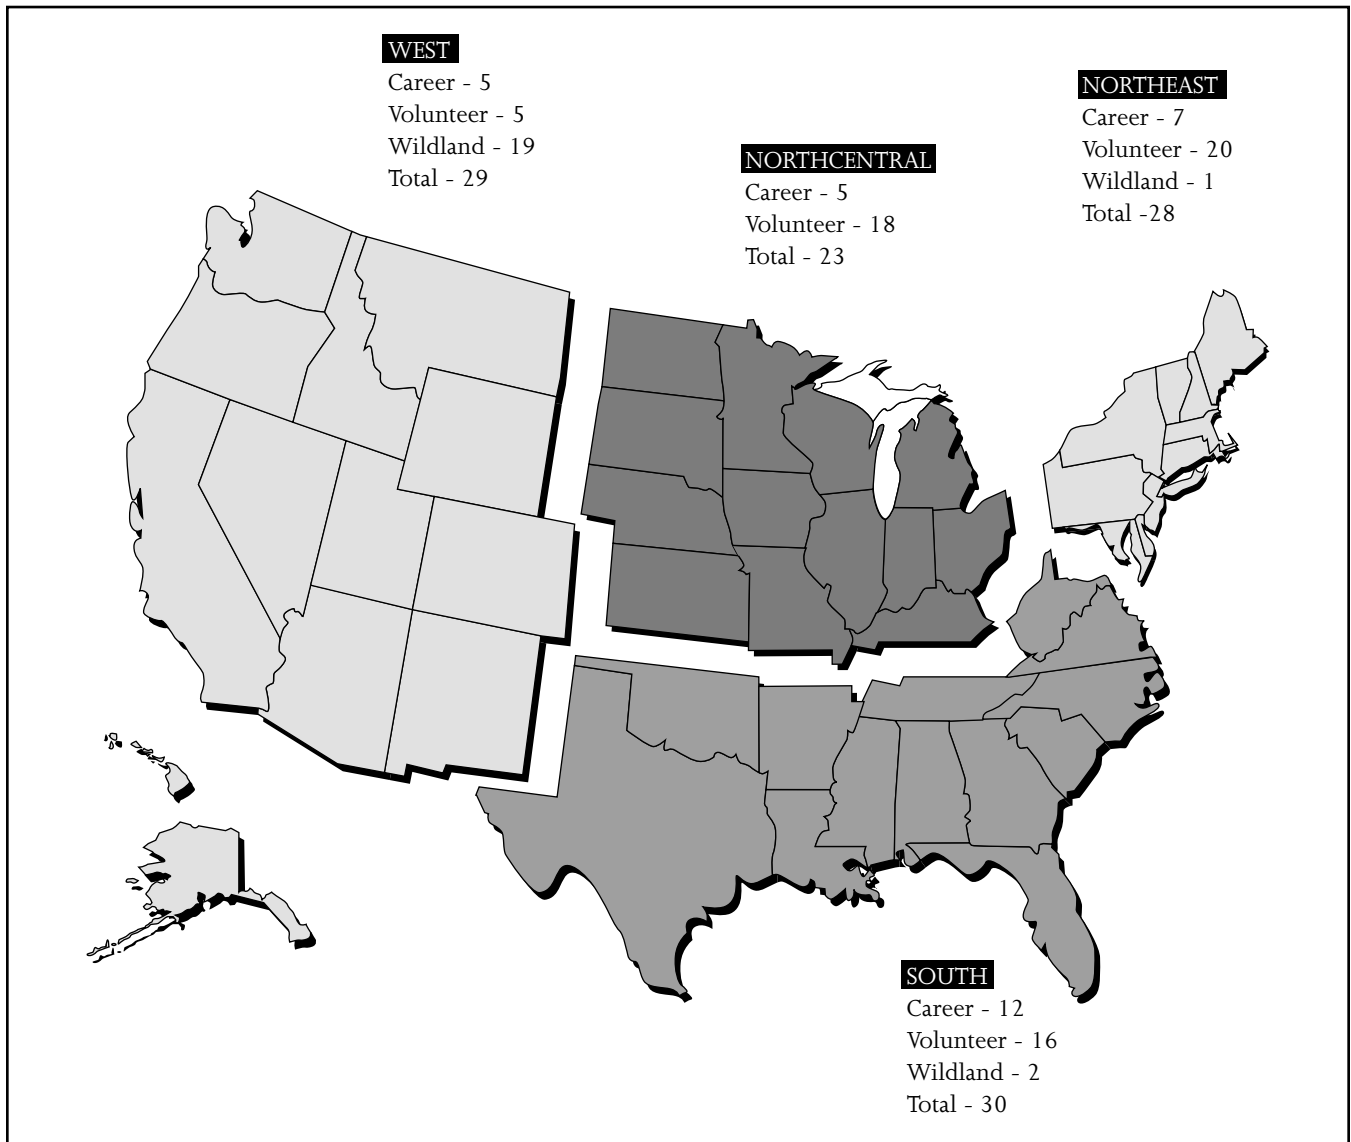 WEST
Career - 5
Volunteer - 5
Wildland - 19
Total - 29
NORTHCENTRAL
Career - 5
Volunteer - 18
Total - 23
NORTHEAST
Career - 7
Volunteer - 20
Wildland - 1
Total -28
SOUTH
Career - 12
Volunteer - 16
Wildland - 2
Total - 30